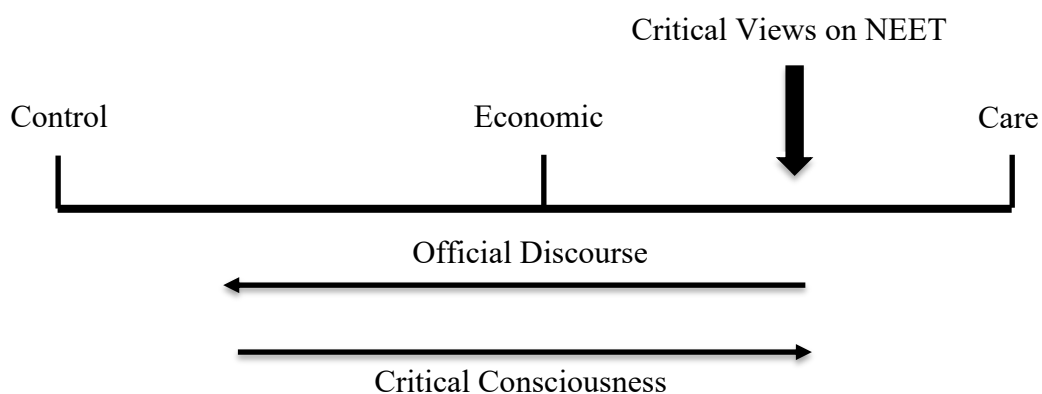 Critical Views on NEET
Control
Economic
Care
Official Discourse
Critical Consciousness